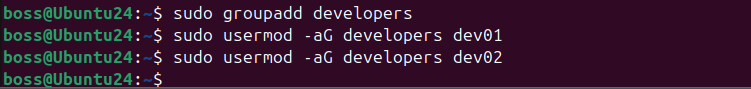 boss@Ubuntu24:~$ sudo groupadd developers
boss@Ubuntu24:~$ sudo usermod -aG developers dev01
boss@Ubuntu24:~$ sudo usermod -aG developers dev02
boss@Ubuntu24:~$